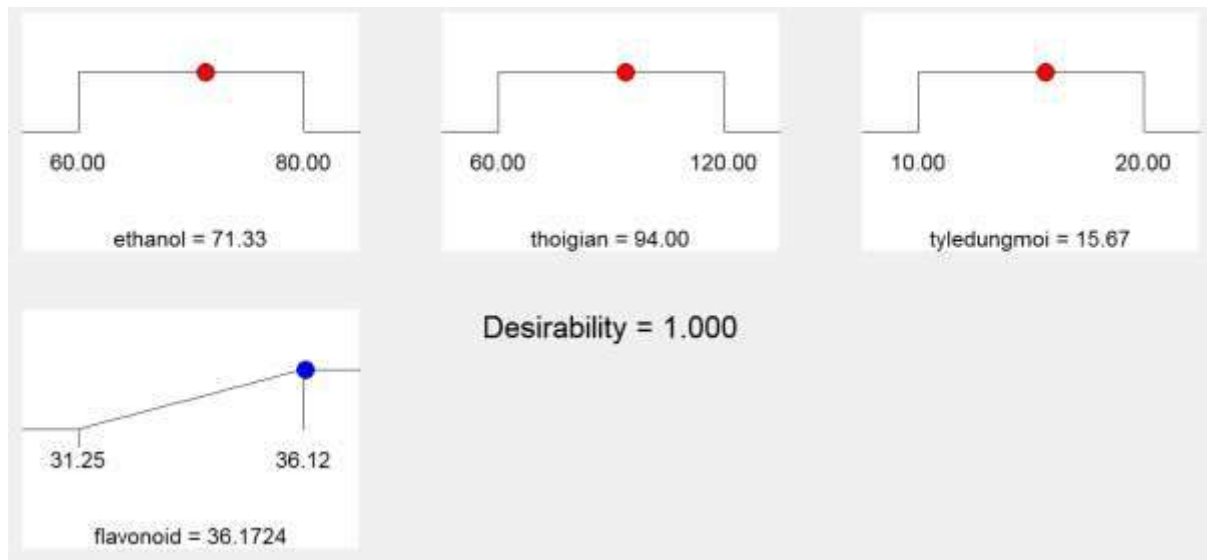 60.00 80.00
ethanol = 71.33
60.00 120.00
thoigian = 94.00
10.00 20.00
tyledungmoi = 15.67
31.25 36.12
flavonoid = 36.1724
Desirability = 1.000